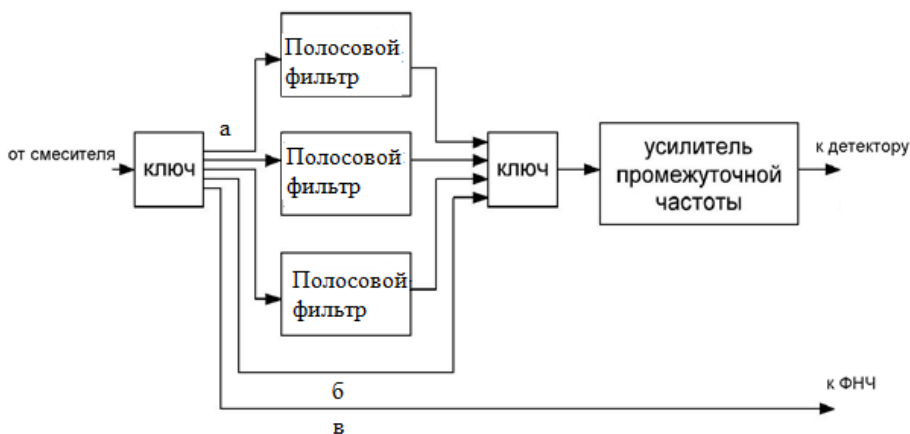 Полосовой
фильтр
а
от смесителя
ключ
Полосовой
фильтр
ключ
усилитель
промежуточной
частоты
к детектору
Полосовой
фильтр
б
к ФНЧ
в